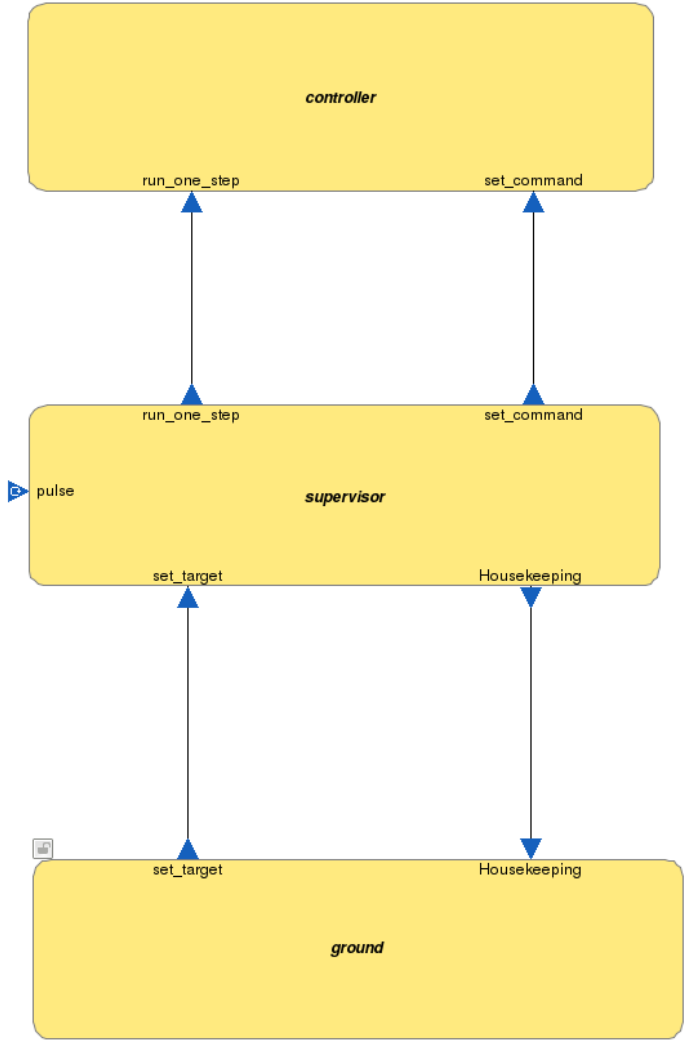 controller
run_one_step
set_command
run_one_step
set_command
pulse
supervisor
set_target
Housekeeping
set_target
Housekeeping
ground